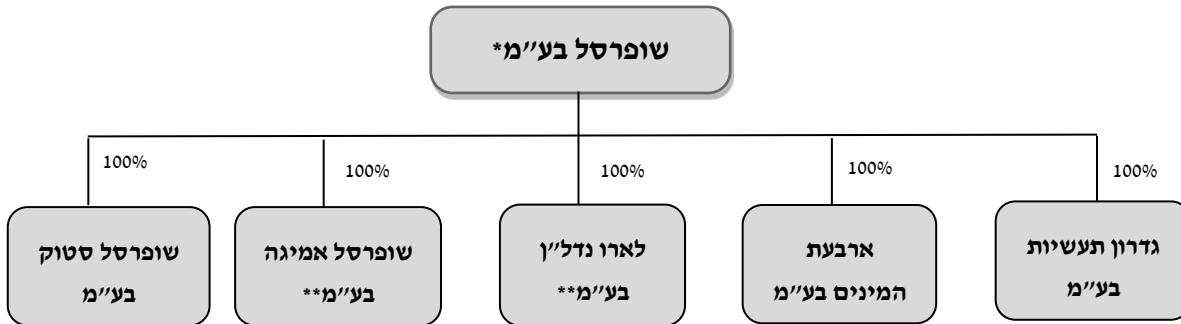 שופרסל בע״מ*
100%
100%
100%
100%
100%
גדרון תעשיות
בע״מ
ארבעת
המינים בע״מ
לארו נדל״ן
בע״מ**
שופרסל אמיגה
בע״מ**
שופרסל סטוק
בע״מ